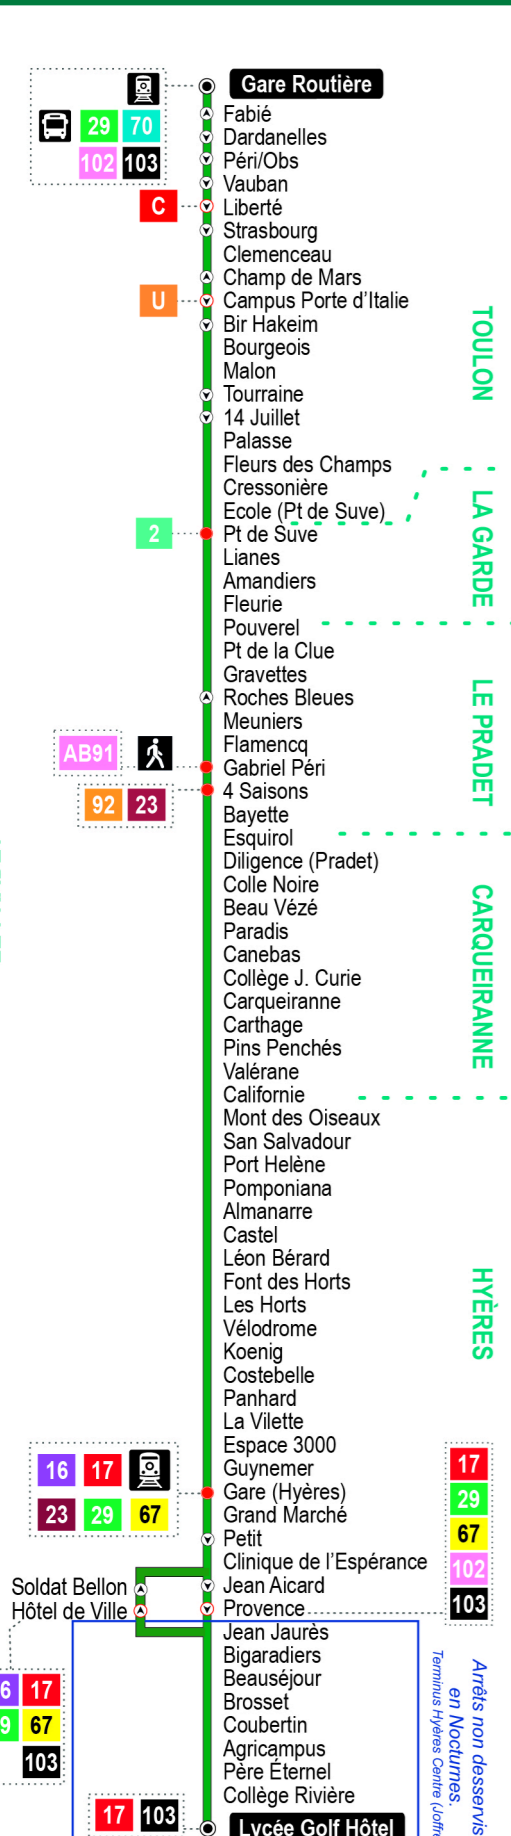 Gare Routière
29 70
102 103
Fabié
Dardanelles
Péri/Obs
Vauban
C
Liberté
Strasbourg
Clemenceau
Champ de Mars
U
Campus Porte d'Italie
Bir Hakeim
Bourgeois
Malon
Tourraine
14 Juillet
Palasse
TOULON
Fleurs des Champs
Cressonière
Ecole (Pt de Suve)
2
Pt de Suve
Lianes
Amandiers
Fleurie
LA GARDE
Pouverel
Pt de la Clue
Gravettes
Roches Bleues
Meuniers
Flamencq
AB91
Gabriel Péri
92 23
4 Saisons
Bayette
LE PRADET
Esquirol
Diligence (Pradet)
Colle Noire
Beau Vézé
Paradis
Canebas
Collège J. Curie
Carqueiranne
Carthage
Pins Penchés
Valérane
CARQUEIRANNE
Californie
Mont des Oiseaux
San Salvadour
Port Helène
Pomponiana
Almanarre
Castel
Léon Bérard
Font des Horts
Les Horts
Vélodrome
Koenig
Costebelle
Panhard
La Vilette
Espace 3000
HYÈRES
Guynemer
16 17
23 29 67
Gare (Hyères)
Grand Marché
Petit
Clinique de l'Espérance
Soldat Bellon
Jean Aicard
Hôtel de Ville
Provence
17
29
67
102
103
6 17
9 67
103
Jean Jaurès
Bigaradiers
Beauséjour
Brosset
Coubertin
Agricampus
Père Éternel
Collège Rivière
17 103
Lycée Golf Hôtel
Arrêts non desservis
en Nocturnes.
Terminus Hyères Centre